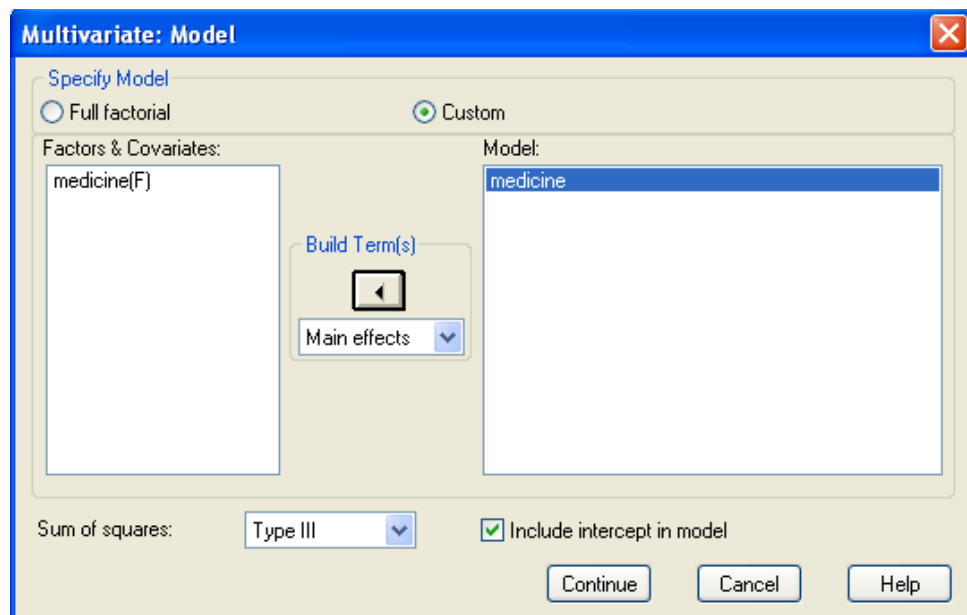 Multivariate: Model
Specify Model
Full factorial
Custom
Factors & Covariates:
Model:
medicine(F)
medicine
Build Term(s)
Main effects
Sum of squares:
Type III
Include intercept in model
Continue
Cancel
Help